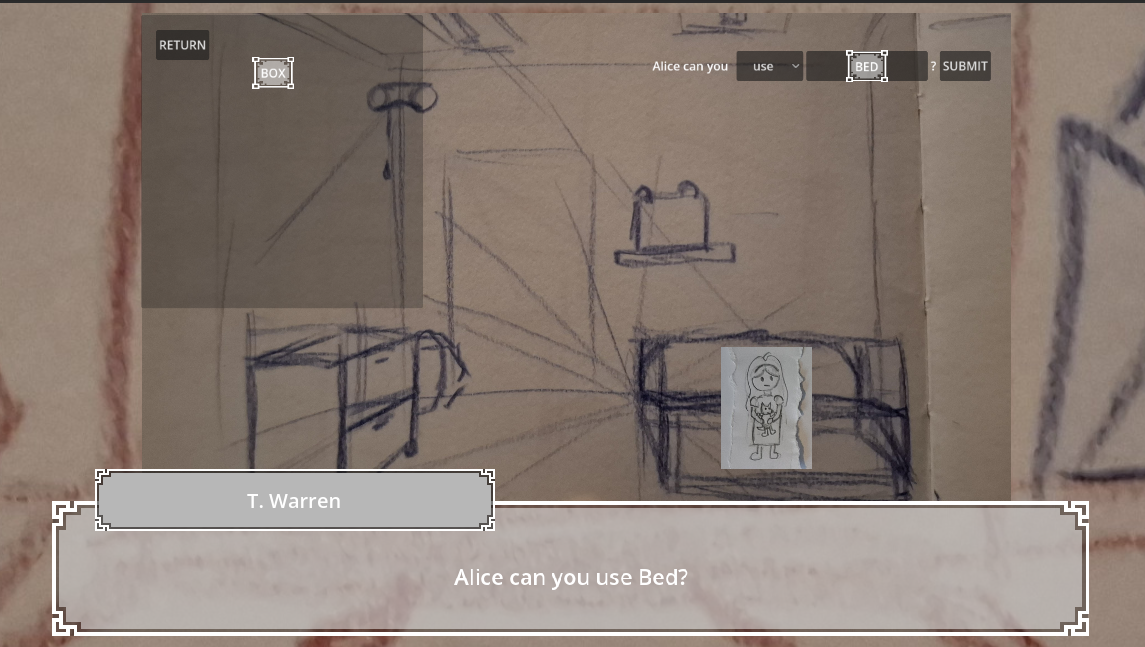 RETURN
BOX
Alice can you use BED ? SUBMIT
T. Warren
Alice can you use Bed?